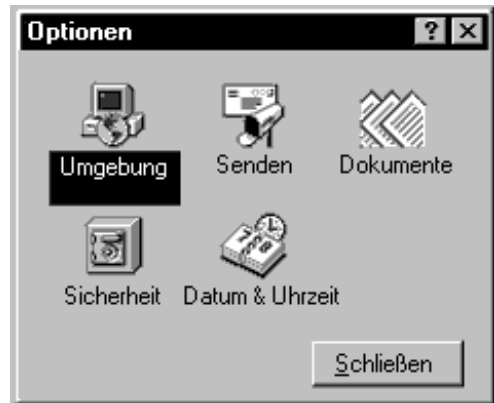 Optionen
Umgebung Senden Dokumente
Sicherheit Datum & Uhrzeit
Schließen